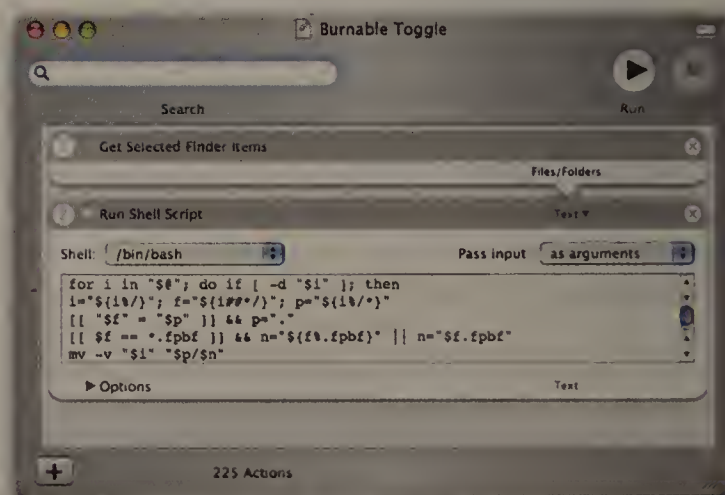 Burnable Toggle
Search
Run
Get Selected Finder Items
Files/Folders
Run Shell Script
Text
Shell: /bin/bash
Pass input as arguments
for i in "$@"; do if [ -d "$i" ]; then
i="${i%/}"; f="${i##*/}"; p="${i%/*}"
[[ "$f" = "$p" ]] && p="."
[[ $f == *.fpbf ]] && n="${f%.fpbf}" || n="$f.fpbf"
mv -v "$i" "$p/$n"
Options
Text
225 Actions